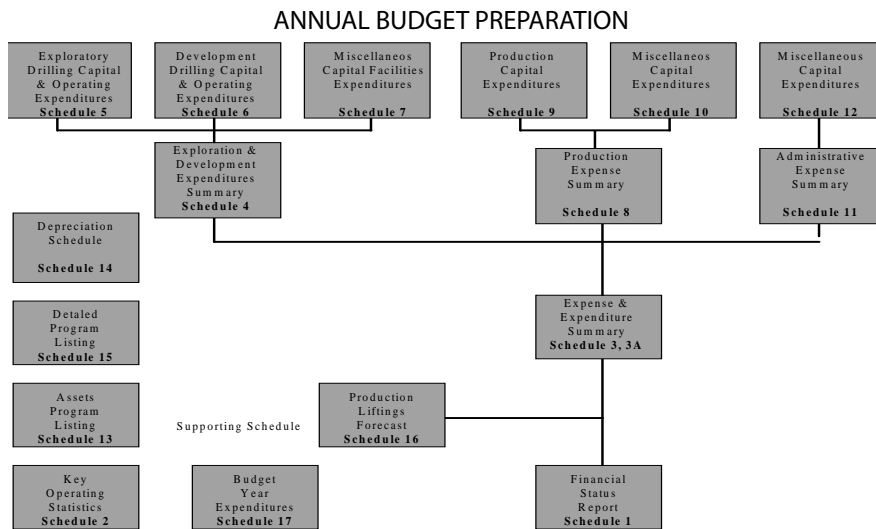 ANNUAL BUDGET PREPARATION
Exploratory
Drilling Capital
& Operating
Expenditures
Schedule 5
Development
Drilling Capital
& Operating
Expenditures
Schedule 6
Miscellaneos
Capital Facilities
Expenditures
Schedule 7
Production
Capital
Expenditures
Schedule 9
Miscellaneos
Capital
Expenditures
Schedule 10
Miscellaneous
Capital
Expenditures
Schedule 12
Exploration &
Development
Expenditures
Summary
Schedule 4
Production
Expense
Summary
Schedule 8
Administrative
Expense
Summary
Schedule 11
Depreciation
Schedule
Schedule 14
Detaled
Program
Listing
Schedule 15
Expense &
Expenditure
Summary
Schedule 3, 3A
Assets
Program
Listing
Schedule 13
Supporting Schedule
Production
Liftings
Forecast
Schedule 16
Key
Operating
Statistics
Schedule 2
Budget
Year
Expenditures
Schedule 17
Financial
Status
Report
Schedule 1